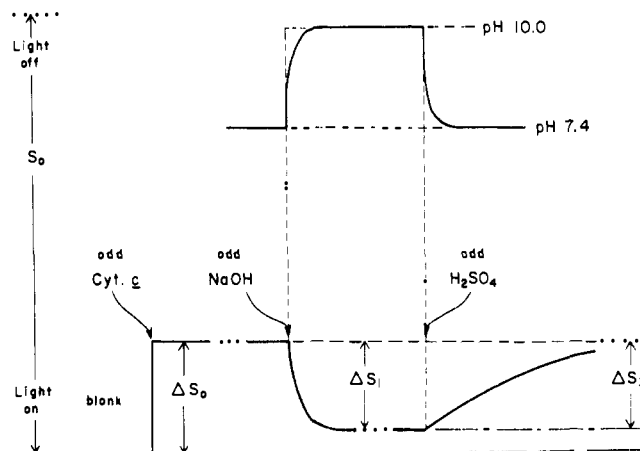 Light
off
S₀
Light
on
pH 10.0
pH 7.4
add
Cyt. c
add
NaOH
add
H₂SO₄
blank
ΔS₀
ΔS₁
ΔS